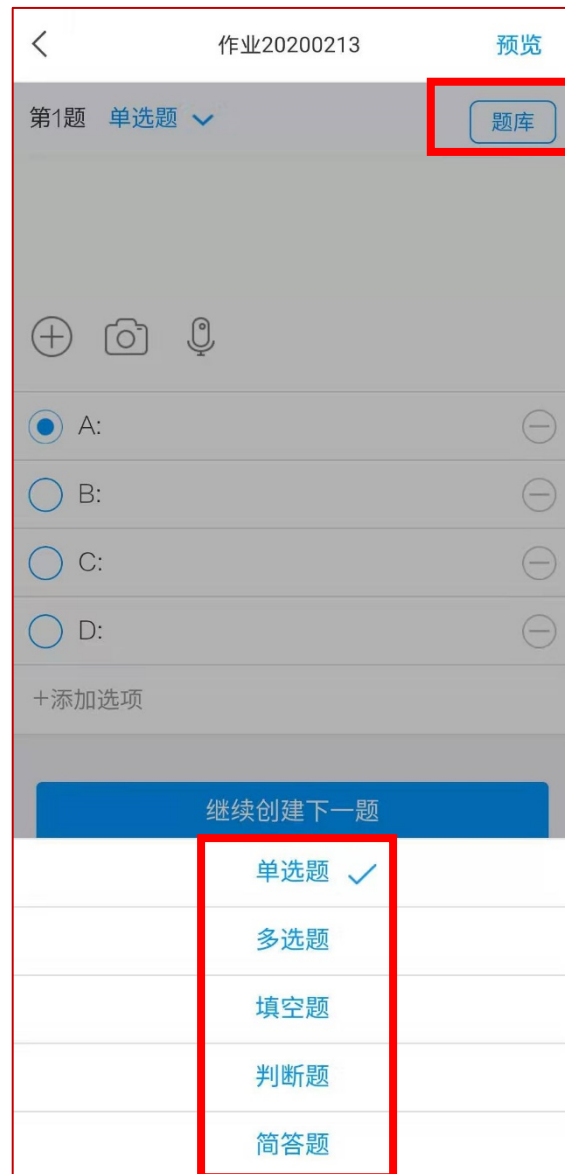 作业20200213 预览
第1题 单选题 题库
A:
B:
C:
D:
+添加选项
继续创建下一题
单选题
多选题
填空题
判断题
简答题